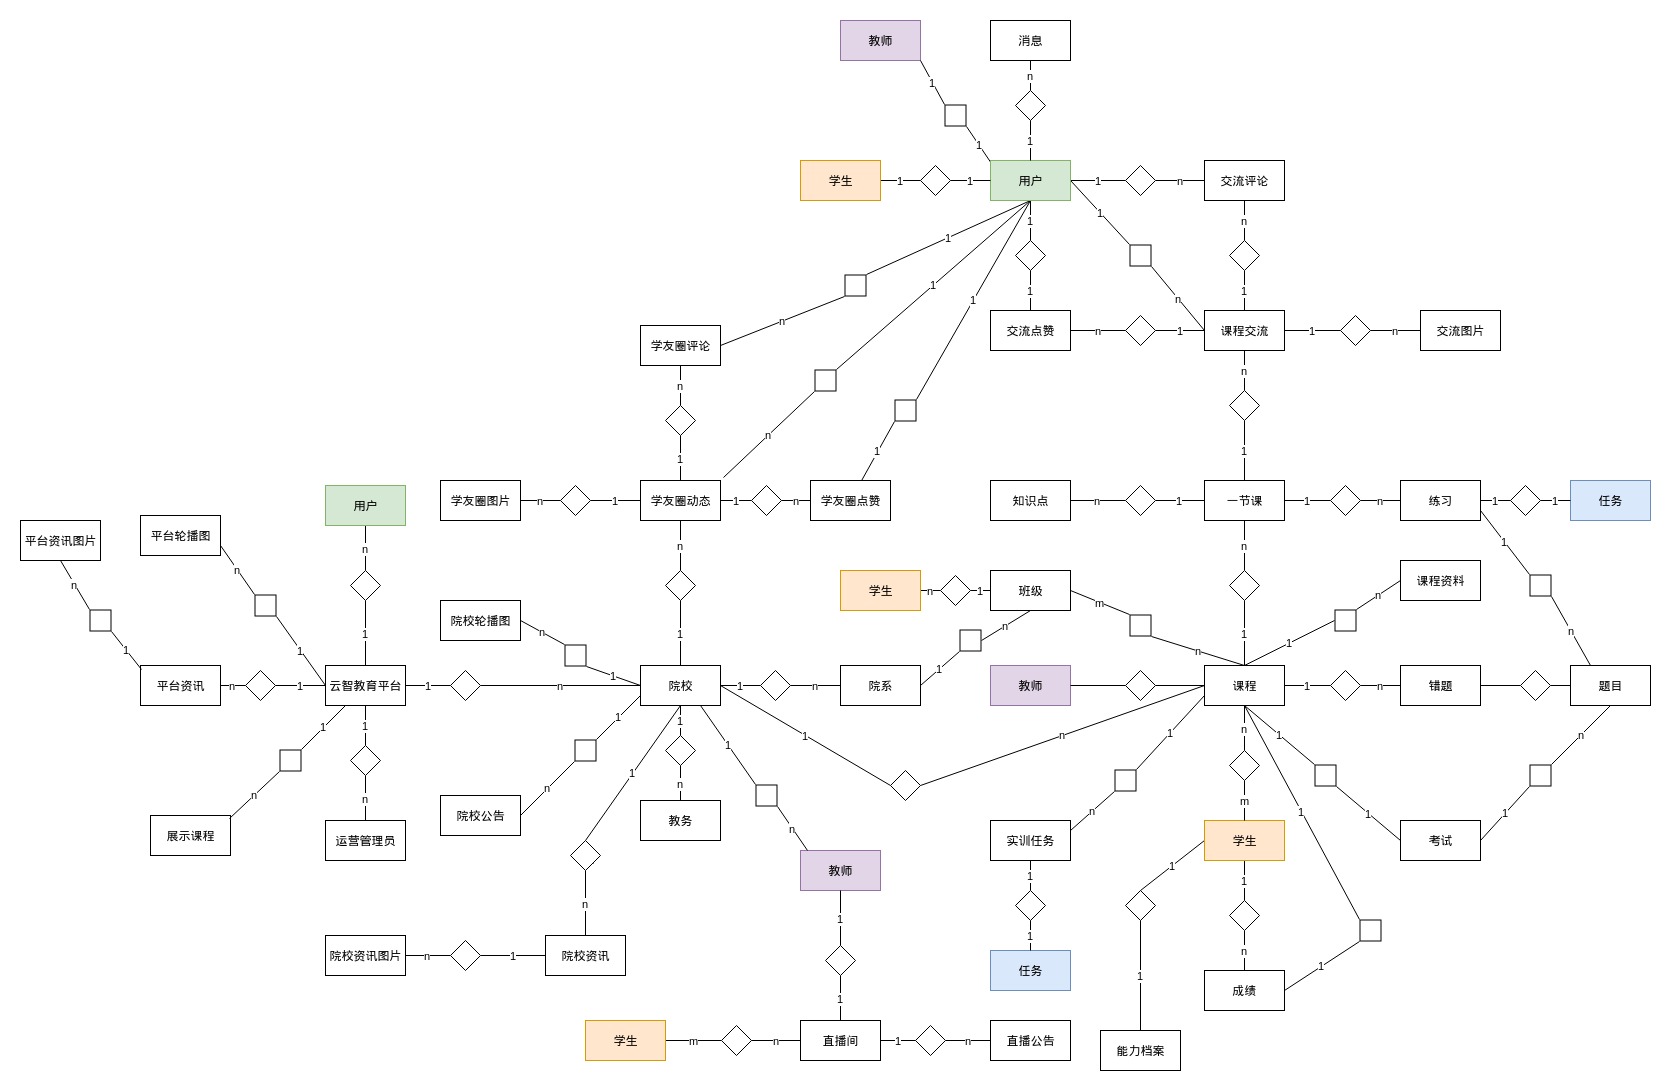 教师
消息
n
1
1
1
学生
1
1
用户
1
n
交流评论
1
1
1
n
1
1
1
1
n
1
n
学友圈评论
n
交流点赞
n
1
课程交流
1
n
交流图片
n
n
n
1
1
1
学友圈图片
n
1
学友圈动态
1
n
学友圈点赞
知识点
n
1
一节课
1
n
练习
1
1
任务
用户
平台资讯图片
平台轮播图
n
n
n
1
n
n
课程资料
学生
n
1
班级
n
m
n
院校轮播图
n
n
n
1
1
1
1
1
1
1
n
平台资讯
n
1
云智教育平台
1
n
1
院校
1
n
院系
教师
n
课程
1
n
错题
题目
1
1
1
1
1
1
n
1
n
1
n
1
n
n
n
n
m
1
n
1
1
院校公告
教务
n
展示课程
运营管理员
实训任务
学生
考试
教师
1
1
1
n
1
1
n
院校资讯图片
n
1
院校资讯
任务
1
1
成绩
1
学生
m
n
直播间
1
n
直播公告
能力档案